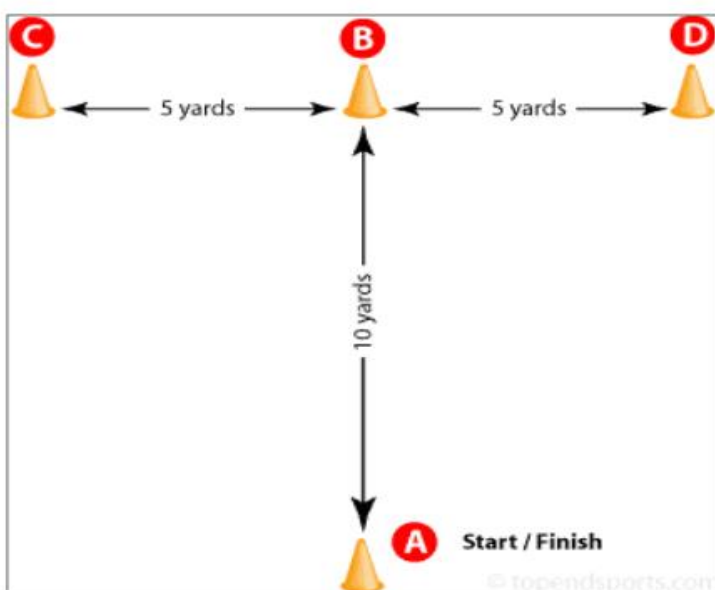 C
B
D
5 yards
5 yards
10 yards
A
Start / Finish
© topendsports.com